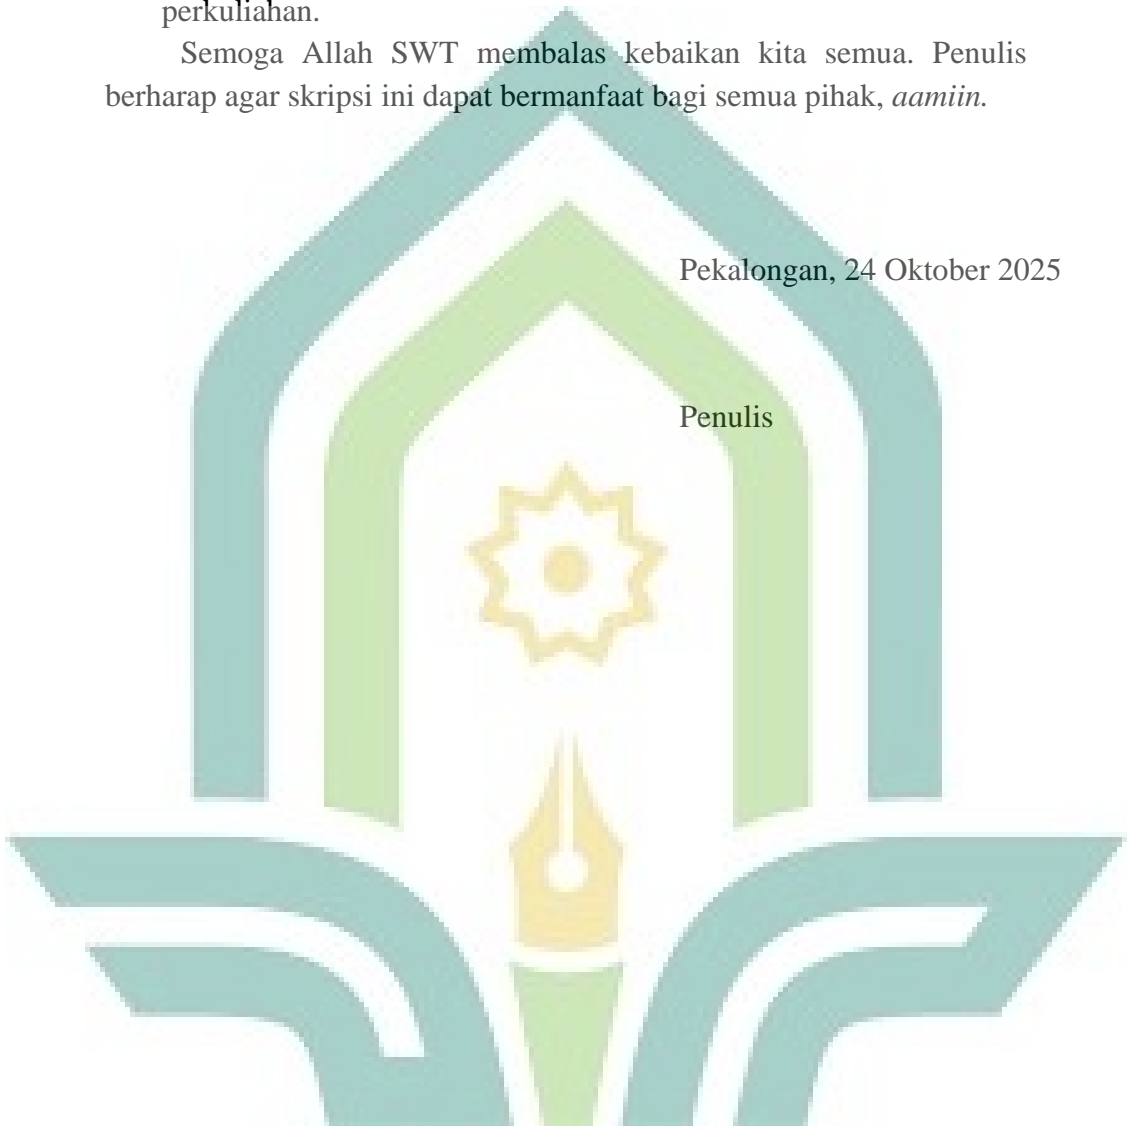 perkuliahan.
Semoga Allah SWT membalas kebaikan kita semua. Penulis
berharap agar skripsi ini dapat bermanfaat bagi semua pihak, aamiin.
Pekalongan, 24 Oktober 2025
Penulis